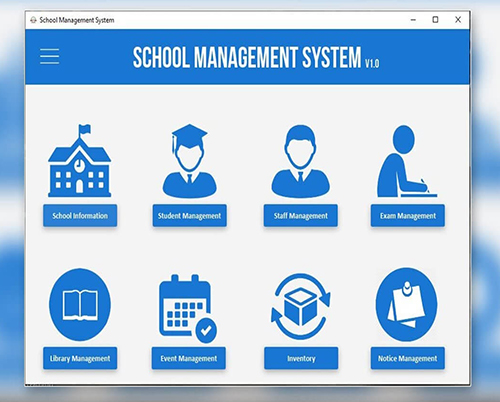 School Management System
SCHOOL MANAGEMENT SYSTEM V1.0
School Information
Student Management
Staff Management
Exam Management
Library Management
Event Management
Inventory
Notice Management